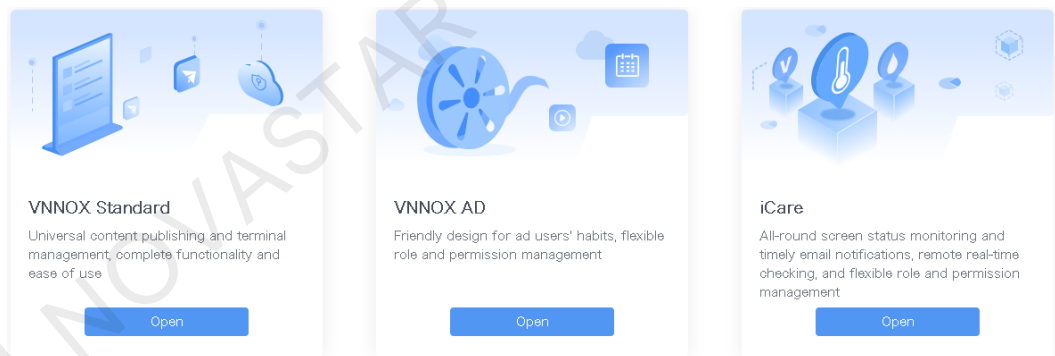 VNNOX Standard
Universal content publishing and terminal
management, complete functionality and
ease of use
Open
VNNOX AD
Friendly design for ad users' habits, flexible
role and permission management
Open
iCare
All-round screen status monitoring and
timely email notifications, remote real-time
checking, and flexible role and permission
management
Open
NOVASTAR